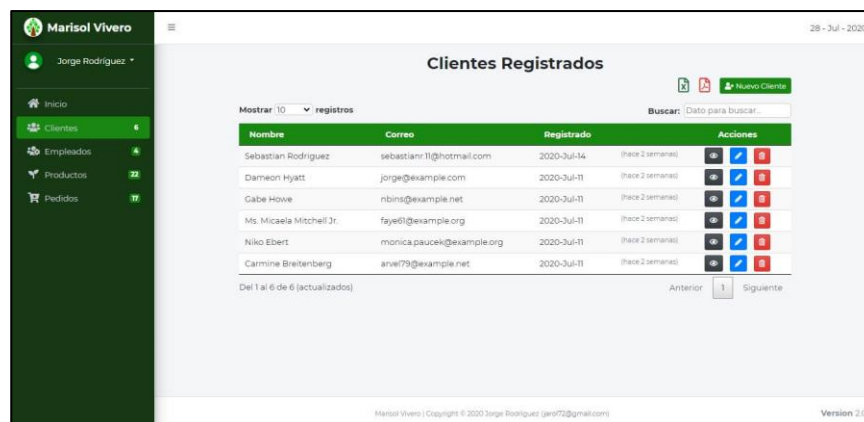 Marisol Vivero
28 - Jul - 2020
Jorge Rodríguez
Inicio
Clientes 6
Empleados 4
Productos 22
Pedidos 17
Clientes Registrados
Nuevo Cliente
Mostrar 10 registros
Buscar: Dato para buscar...
Nombre Correo Registrado Acciones
Sebastian Rodriguez sebastianr.11@hotmail.com 2020-Jul-14 (hace 2 semanas)
Dameon Hyatt jorge@example.com 2020-Jul-11 (hace 2 semanas)
Gabe Howe nbins@example.net 2020-Jul-11 (hace 2 semanas)
Ms. Micaela Mitchell Jr. faye61@example.org 2020-Jul-11 (hace 2 semanas)
Niko Ebert monica.paucek@example.org 2020-Jul-11 (hace 2 semanas)
Carmine Breitenberg arvel79@example.net 2020-Jul-11 (hace 2 semanas)
Del 1 al 6 de 6 (actualizados)
Anterior 1 Siguiente
Marisol Vivero | Copyright © 2020 Jorge Rodríguez (jarol72@gmail.com)
Version 2.0